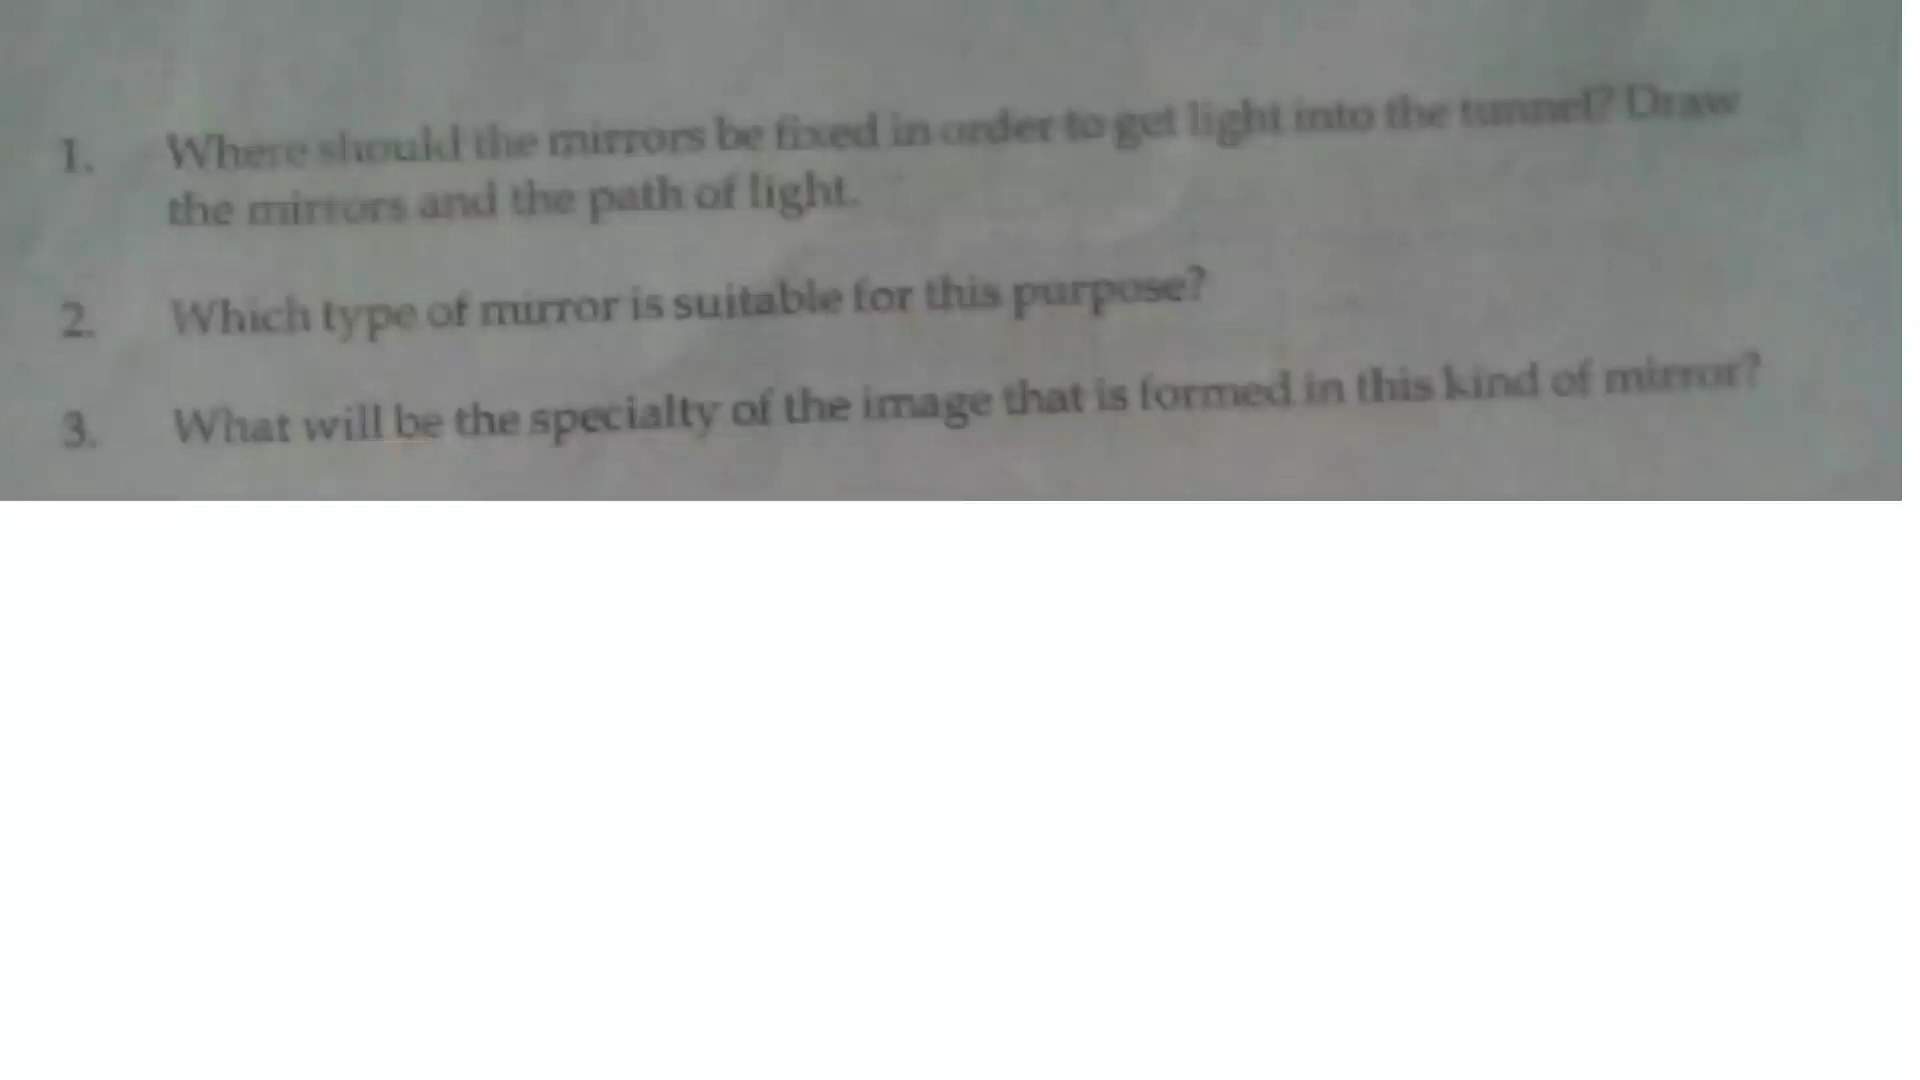 1. Where should the mirrors be fixed in order to get light into the tunnel? Draw
the mirrors and the path of light.
2. Which type of mirror is suitable for this purpose?
3. What will be the specialty of the image that is formed in this kind of mirror?